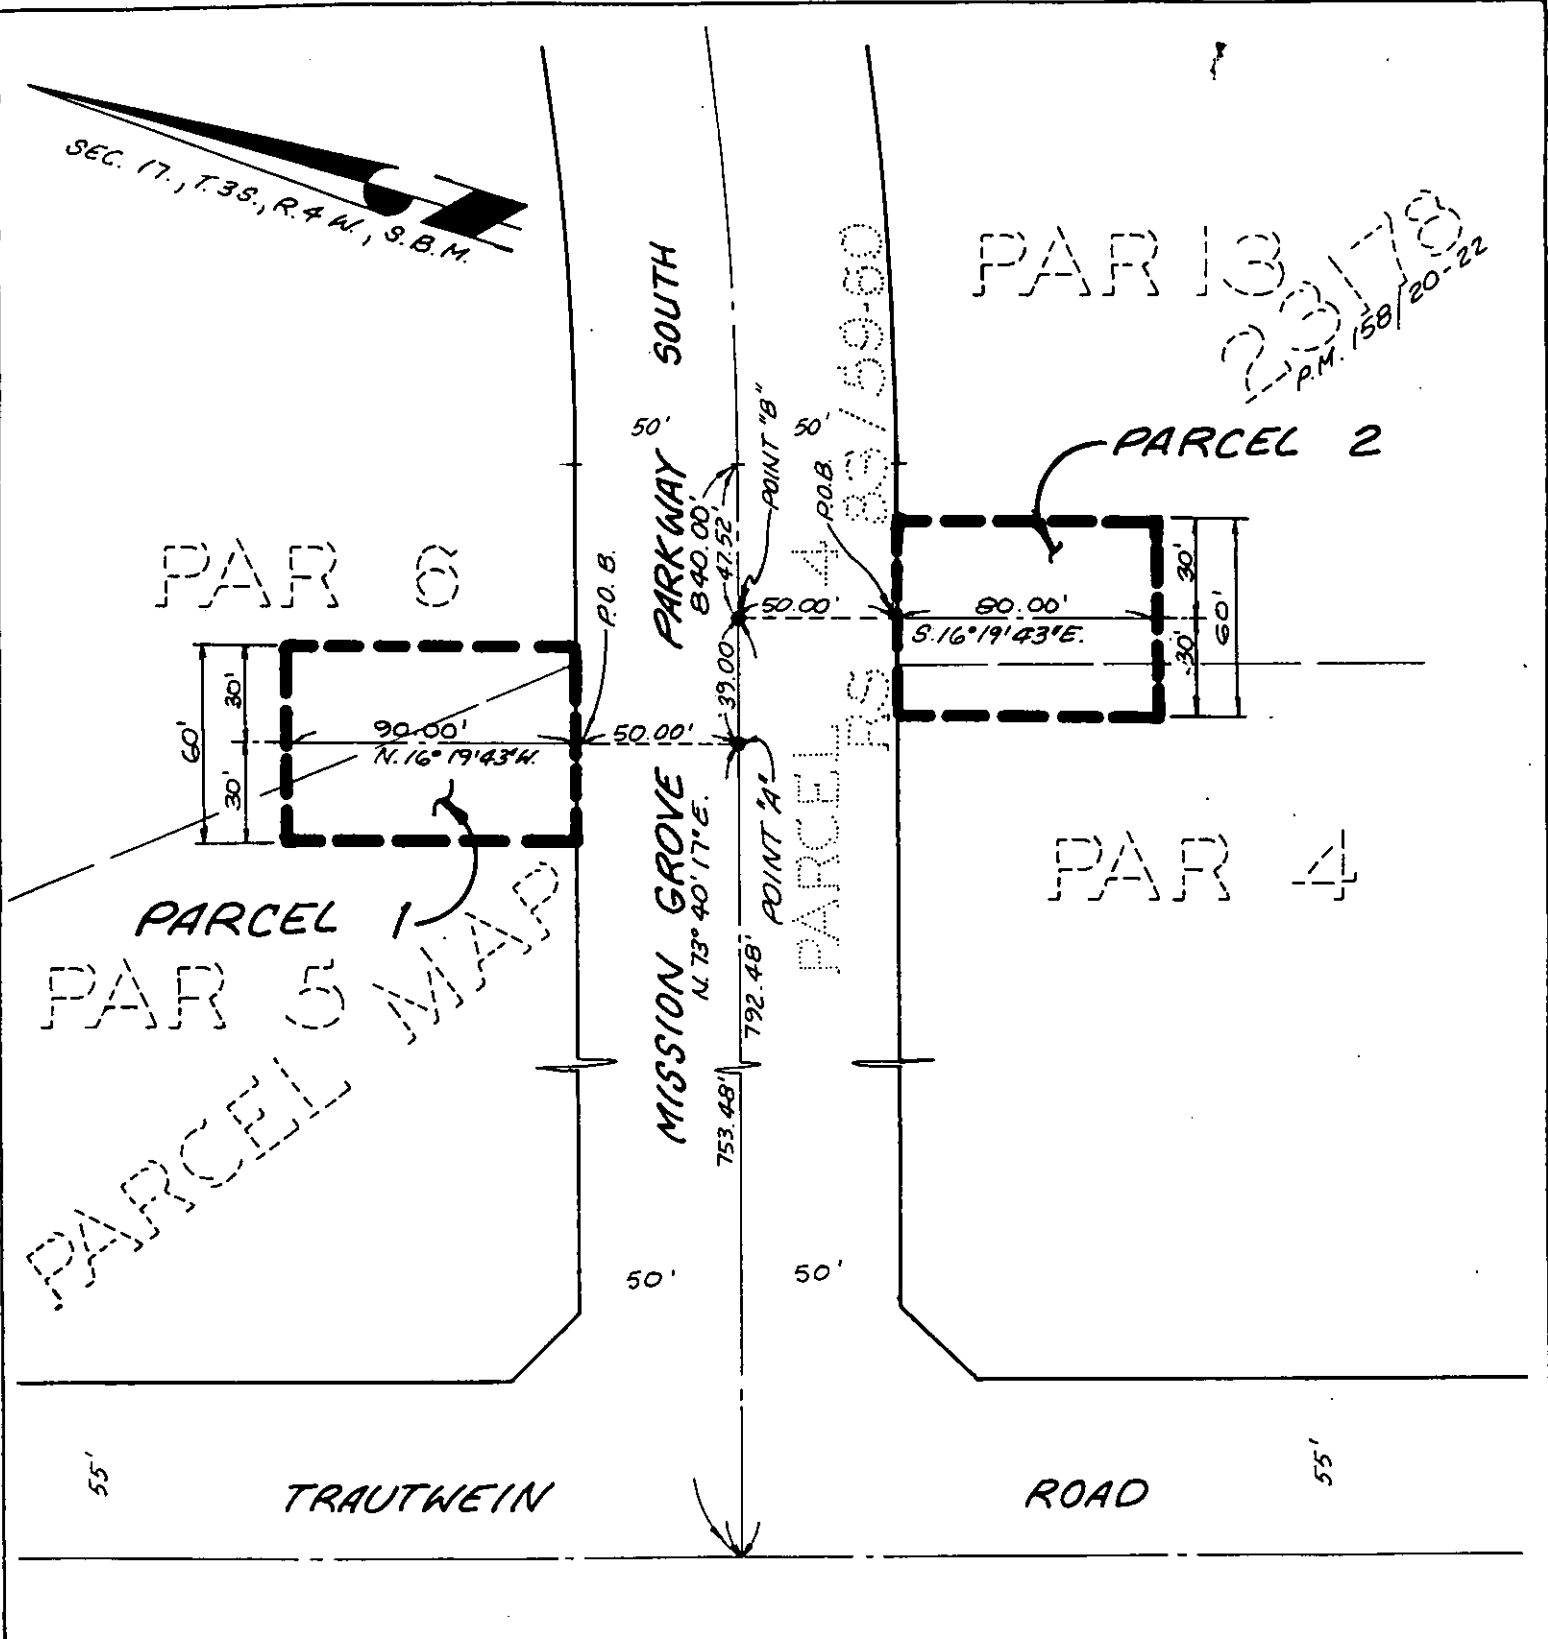 SEC. 17., T.3S., R.4W., S.B.M.
PAR 13
23178
P.M. 158/20-22
MISSION GROVE PARKWAY SOUTH
N. 73° 40' 17" E.
50'
50'
840.00'
47.52'
POINT "B"
P.O.B.
PARCEL 2
PARCEL 4
RS 83/59-60
PAR 6
P.O.B.
50.00'
80.00'
S. 16° 19' 43" E.
30'
30'
60'
39.00'
60'
30'
30'
90.00'
N. 16° 19' 43" W.
50.00'
POINT "A"
PARCEL 1
PAR 5
PARCEL MAP
PAR 4
792.48'
753.48'
50'
50'
55'
TRAUTWEIN ROAD
55'